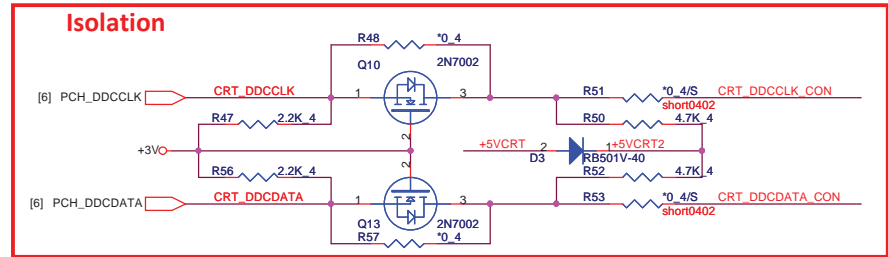 Isolation
R48 *0_4
Q10 2N7002
[6] PCH_DDCCLK CRT_DDCCLK 1 3 R51 *0_4/S CRT_DDCCLK_CON
short0402
R47 2.2K_4 R50 4.7K_4
2
+3V +5VCRT 2 1 +5VCRT2
D3 RB501V-40
2
R56 2.2K_4 R52 4.7K_4
[6] PCH_DDCDATA CRT_DDCDATA 1 3 R53 *0_4/S CRT_DDCDATA_CON
short0402
Q13 2N7002
R57 *0_4